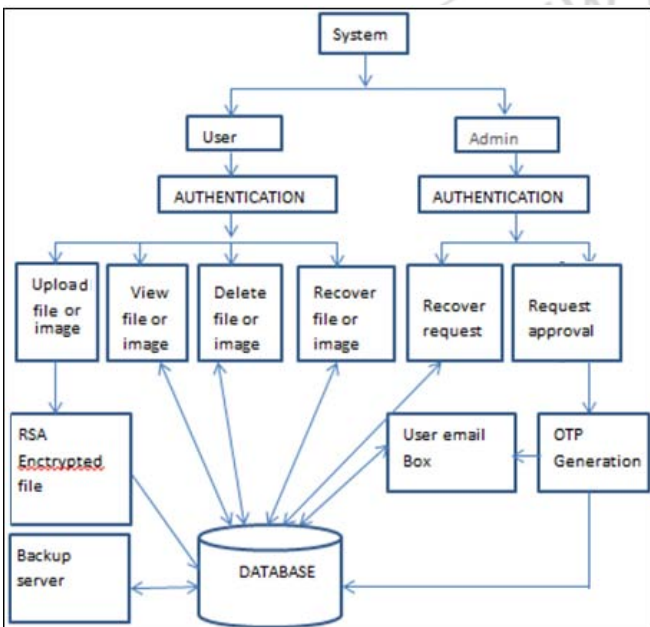 System
User
Admin
AUTHENTICATION
AUTHENTICATION
Upload
file or
image
View
file or
image
Delete
file or
image
Recover
file or
image
Recover
request
Request
approval
RSA
Enctrypted
file
User email
Box
OTP
Generation
Backup
server
DATABASE